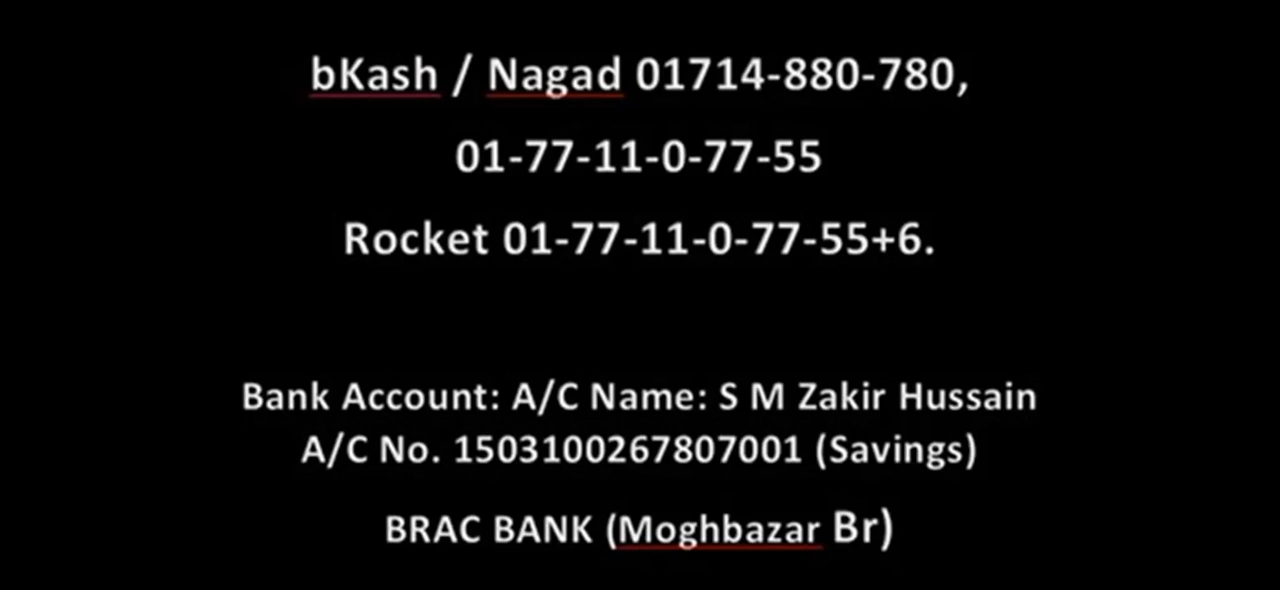 bKash / Nagad 01714-880-780,
01-77-11-0-77-55
Rocket 01-77-11-0-77-55+6.
Bank Account: A/C Name: S M Zakir Hussain
A/C No. 1503100267807001 (Savings)
BRAC BANK (Moghbazar Br)